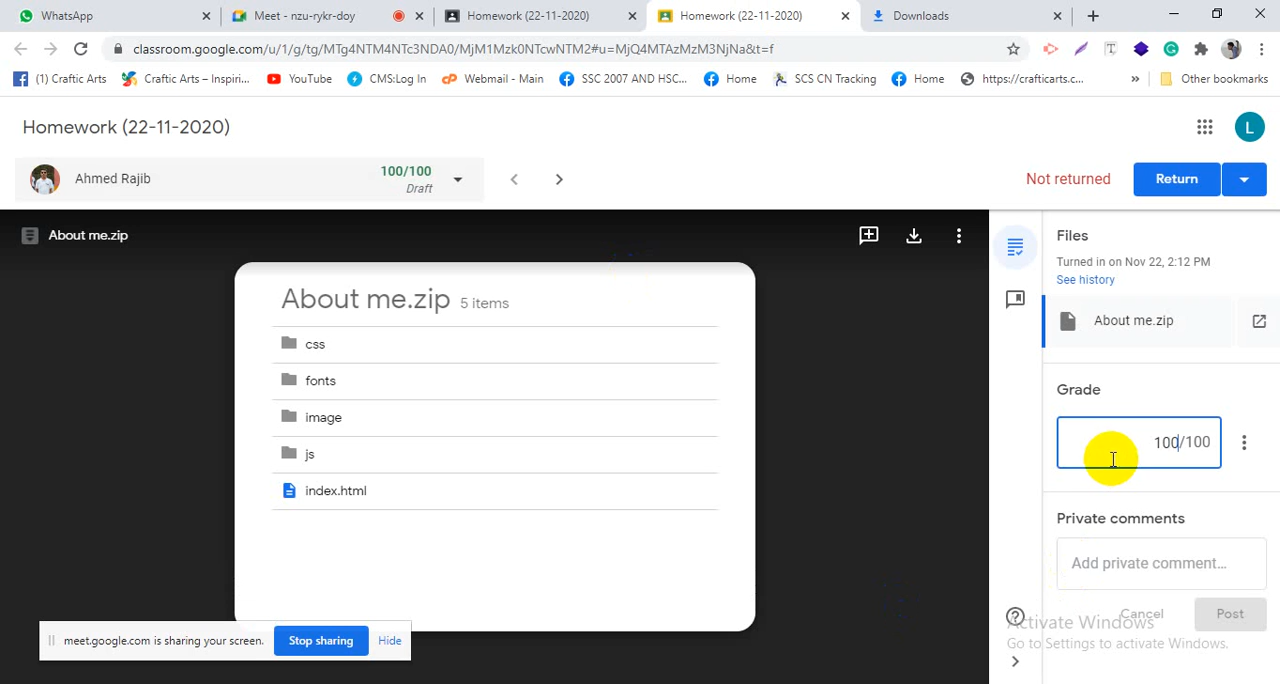 WhatsApp
Meet - nzu-rykr-doy
Homework (22-11-2020)
Homework (22-11-2020)
Downloads
classroom.google.com/u/1/g/tg/MTg4NTM4NTc3NDA0/MjM1Mzk0NTcwNTM2#u=MjQ4MTAzMzM3NjNa&t=f
(1) Craftic Arts
Craftic Arts – Inspiri...
YouTube
CMS:Log In
Webmail - Main
SSC 2007 AND HSC...
Home
SCS CN Tracking
Home
https://crafticarts.c...
»
Other bookmarks
Homework (22-11-2020)
L
Ahmed Rajib
100/100
Draft
Not returned
Return
About me.zip
Files
Turned in on Nov 22, 2:12 PM
See history
About me.zip
About me.zip 5 items
css
fonts
image
js
index.html
Grade
100/100
Private comments
Add private comment...
Cancel
Post
Activate Windows
Go to Settings to activate Windows.
meet.google.com is sharing your screen.
Stop sharing
Hide